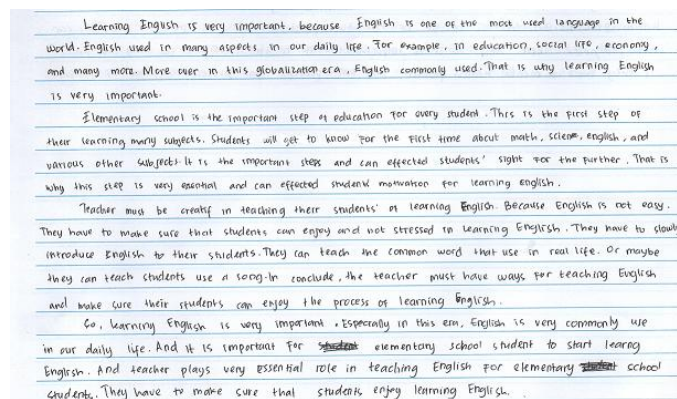 Learning English is very important, because English is one of the most used language in the
world. English used in many aspects in our daily life. For example, in education, social life, economy,
and many more. More over in this globalization era, English commonly used. That is why learning English
is very important.
Elementary school is the important step of education for every student. This is the first step of
their learning many subjects. Students will get to know for the first time about math, science, english, and
various other subjects. It is the important steps and can effected students' sight for the further. That is
why this step is very esential and can effected students motivation for learning English.
Teacher must be creatif in teaching their students' of learning English. Because English is not easy.
They have to make sure that students can enjoy and not stressed in learning English. They have to slowly
introduce English to their students. They can teach the common word that use in real life. Or maybe
they can teach students use a song. In conclude, the teacher must have ways for teaching English
and make sure their students can enjoy the process of learning English.
So, learning English is very important. Especially in this era, English is very commonly use
in our daily life. And it is important for elementary school student to start learng
English. And teacher plays very essential role in teaching English for elementary school
students. They have to make sure that students enjoy learning English.